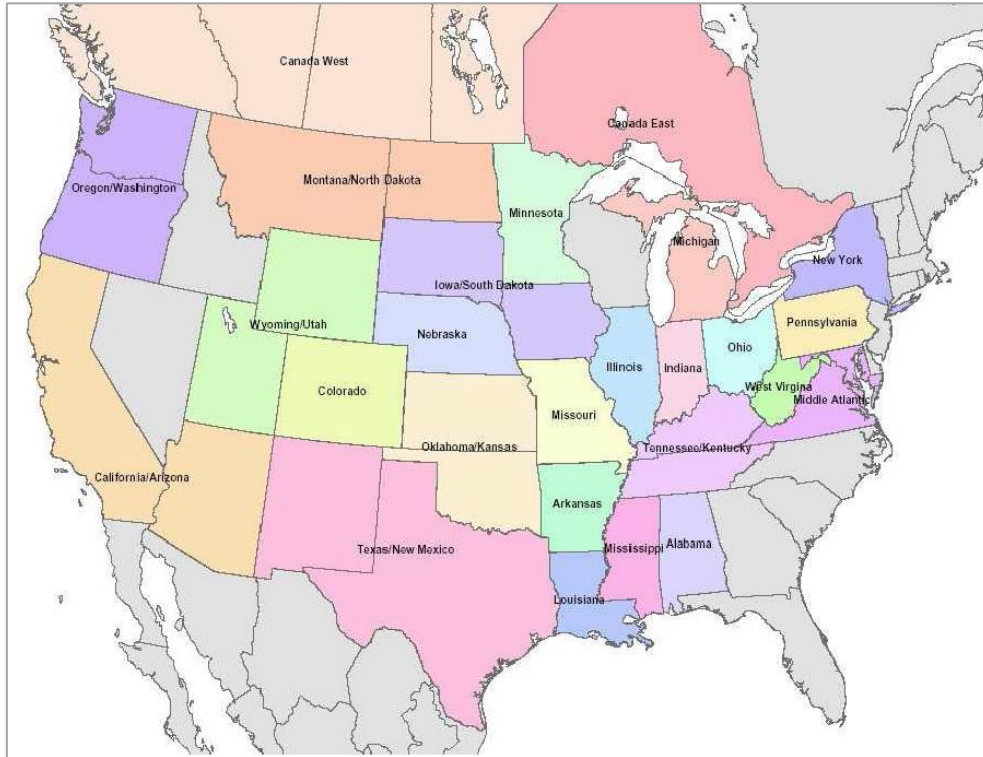 Canada West
Canada East
Oregon/Washington
Montana/North Dakota
Minnesota
Michigan
New York
Iowa/South Dakota
Wyoming/Utah
Nebraska
Pennsylvania
Ohio
Illinois
Indiana
Colorado
West Virgina
Middle Atlantic
Missouri
Oklahoma/Kansas
Tennessee/Kentucky
California/Arizona
Arkansas
Texas/New Mexico
Mississippi
Alabama
Louisiana